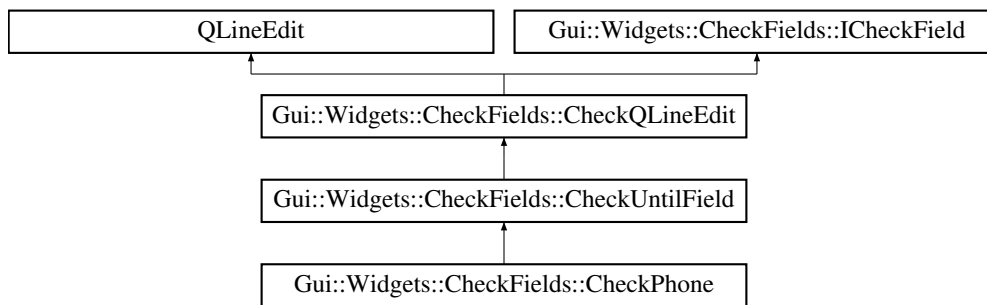 QLineEdit
Gui::Widgets::CheckFields::ICheckField
Gui::Widgets::CheckFields::CheckQLineEdit
Gui::Widgets::CheckFields::CheckUntilField
Gui::Widgets::CheckFields::CheckPhone